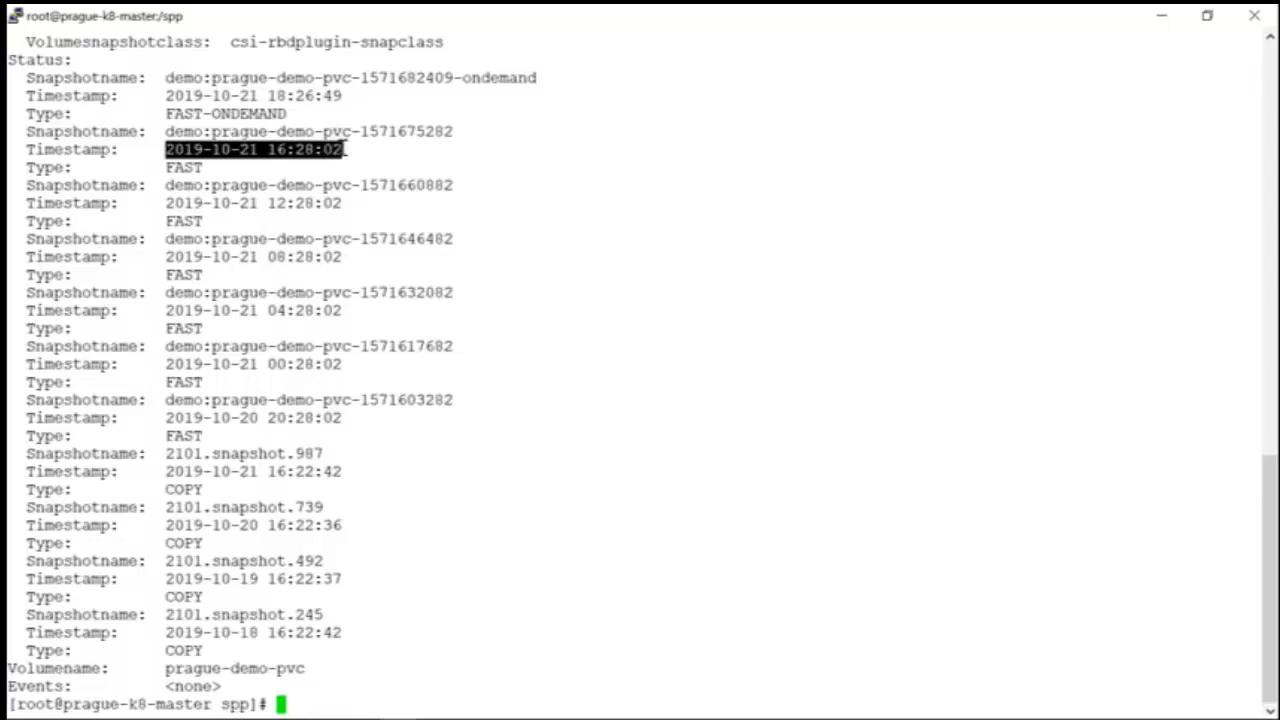 root@prague-k8-master:/spp
Volumesnapshotclass: csi-rbdplugin-snapclass
Status:
Snapshotname: demo:prague-demo-pvc-1571682409-ondemand
Timestamp: 2019-10-21 18:26:49
Type: FAST-ONDEMAND
Snapshotname: demo:prague-demo-pvc-1571675282
Timestamp: 2019-10-21 16:28:02
Type: FAST
Snapshotname: demo:prague-demo-pvc-1571660882
Timestamp: 2019-10-21 12:28:02
Type: FAST
Snapshotname: demo:prague-demo-pvc-1571646482
Timestamp: 2019-10-21 08:28:02
Type: FAST
Snapshotname: demo:prague-demo-pvc-1571632082
Timestamp: 2019-10-21 04:28:02
Type: FAST
Snapshotname: demo:prague-demo-pvc-1571617682
Timestamp: 2019-10-21 00:28:02
Type: FAST
Snapshotname: demo:prague-demo-pvc-1571603282
Timestamp: 2019-10-20 20:28:02
Type: FAST
Snapshotname: 2101.snapshot.987
Timestamp: 2019-10-21 16:22:42
Type: COPY
Snapshotname: 2101.snapshot.739
Timestamp: 2019-10-20 16:22:36
Type: COPY
Snapshotname: 2101.snapshot.492
Timestamp: 2019-10-19 16:22:37
Type: COPY
Snapshotname: 2101.snapshot.245
Timestamp: 2019-10-18 16:22:42
Type: COPY
Volumename: prague-demo-pvc
Events: <none>
[root@prague-k8-master spp]#